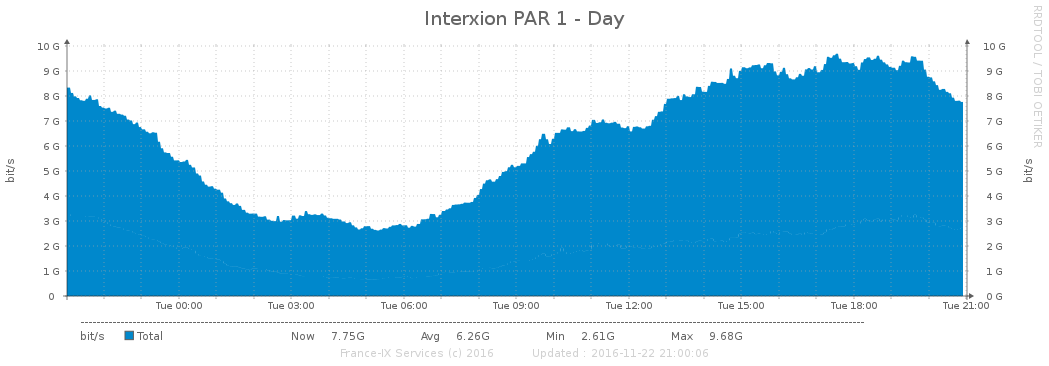 Interxion PAR 1 - Day
RRDTOOL / TOBI OETIKER
bit/s
10 G
9 G
8 G
7 G
6 G
5 G
4 G
3 G
2 G
1 G
0
10 G
9 G
8 G
7 G
6 G
5 G
4 G
3 G
2 G
1 G
0 G
bit/s
Tue 00:00 Tue 03:00 Tue 06:00 Tue 09:00 Tue 12:00 Tue 15:00 Tue 18:00 Tue 21:00
bit/s Total Now 7.75G Avg 6.26G Min 2.61G Max 9.68G
France-IX Services (c) 2016 Updated : 2016-11-22 21:00:06